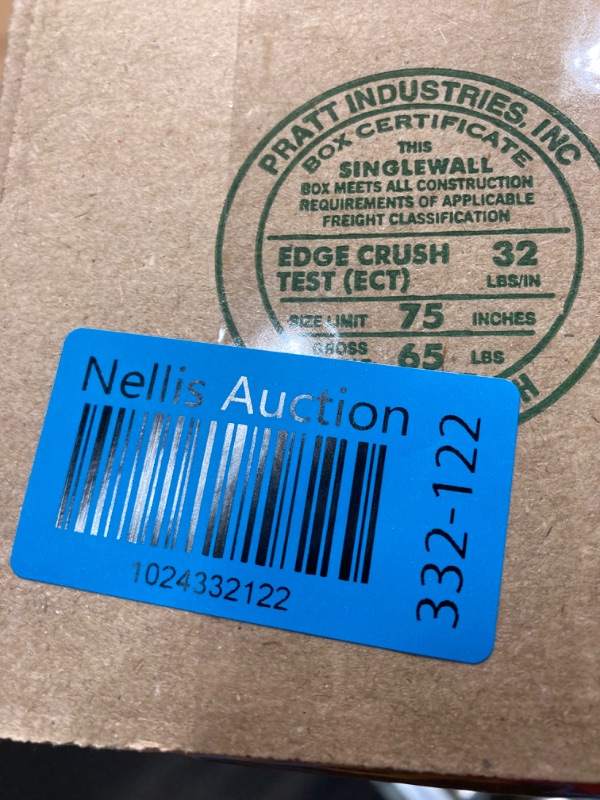 PRATT INDUSTRIES, INC
BOX CERTIFICATE
THIS
SINGLEWALL
BOX MEETS ALL CONSTRUCTION
REQUIREMENTS OF APPLICABLE
FREIGHT CLASSIFICATION
EDGE CRUSH 32
TEST (ECT) LBS/IN
SIZE LIMIT 75 INCHES
GROSS
65 LBS
H
Nellis Auction
1024332122
332-122